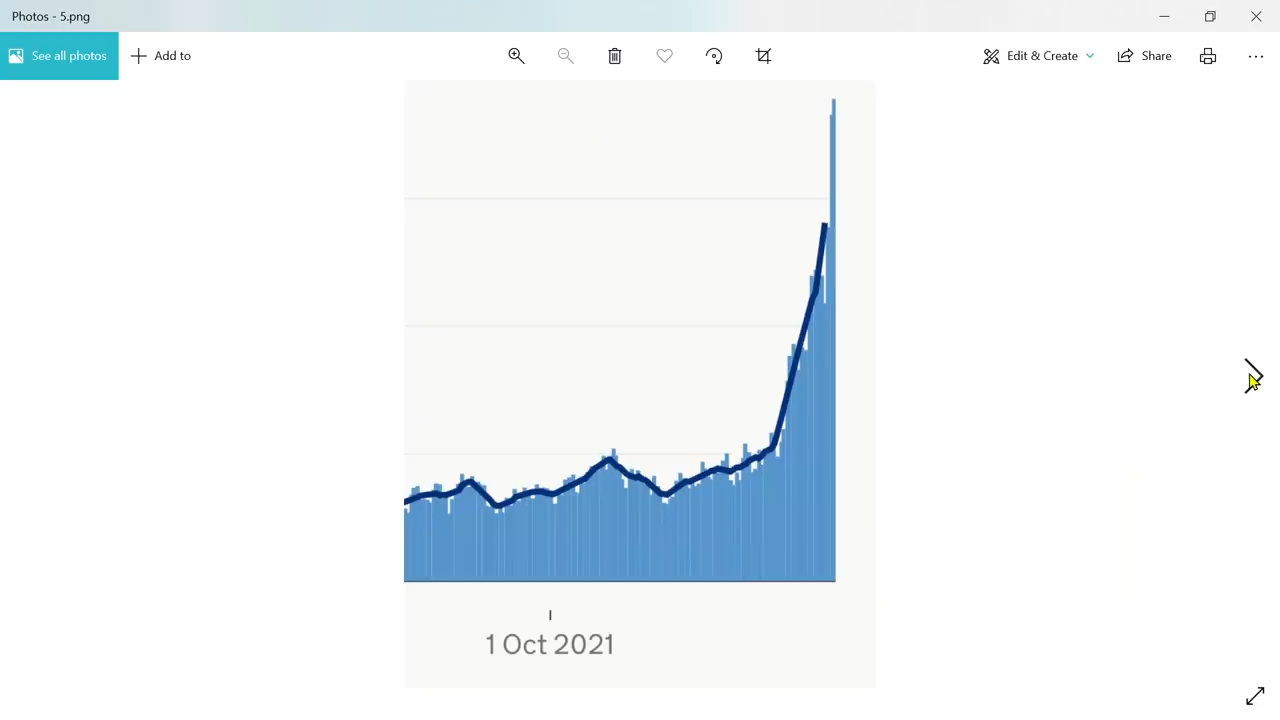 Photos - 5.png
See all photos
Add to
Edit & Create
Share
1 Oct 2021